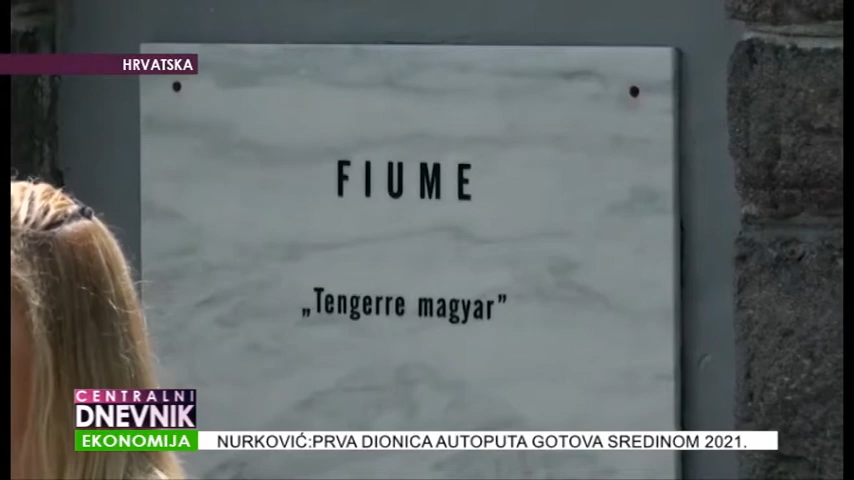 HRVATSKA
FIUME
„Tengerre magyar”
CENTRALNI
DNEVNIK
EKONOMIJA
NURKOVIĆ:PRVA DIONICA AUTOPUTA GOTOVA SREDINOM 2021.